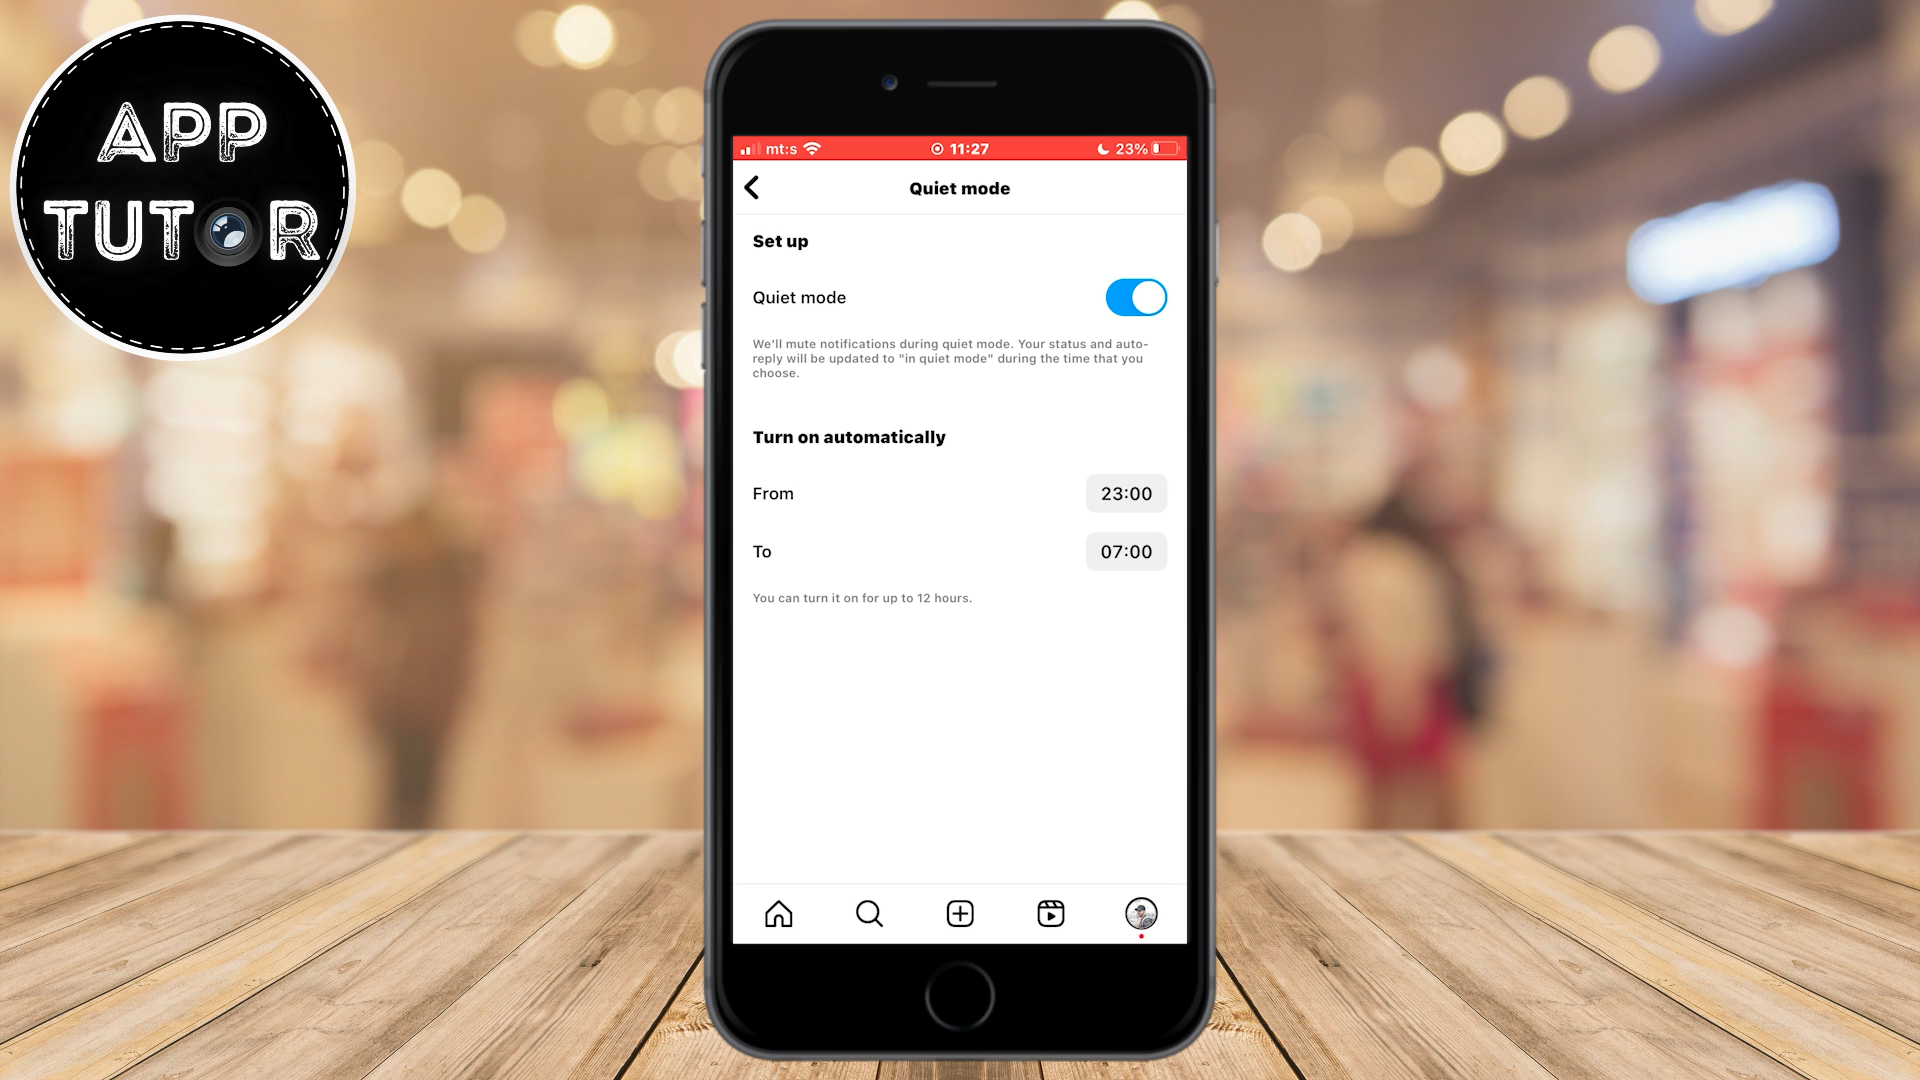 APP
TUTOR
mt:s 11:27 23%
Quiet mode
Set up
Quiet mode
We'll mute notifications during quiet mode. Your status and auto-
reply will be updated to "in quiet mode" during the time that you
choose.
Turn on automatically
From 23:00
To 07:00
You can turn it on for up to 12 hours.